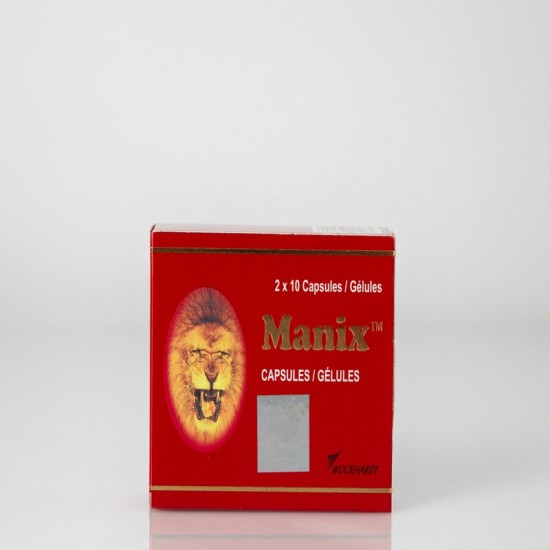 2 x 10 Capsules / Gélules
Manix™
CAPSULES / GÉLULES
WOCKHARDT